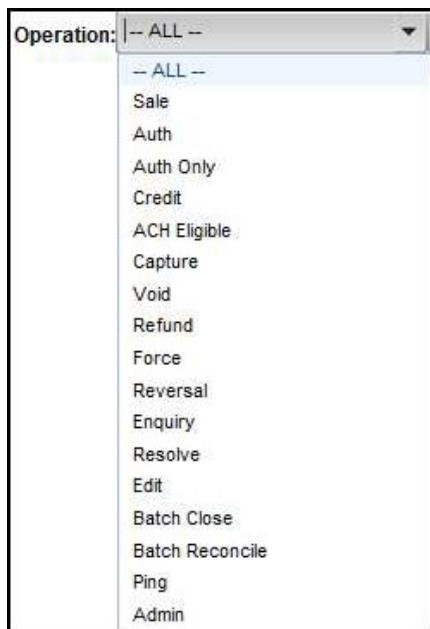 Operation: -- ALL --
-- ALL --
Sale
Auth
Auth Only
Credit
ACH Eligible
Capture
Void
Refund
Force
Reversal
Enquiry
Resolve
Edit
Batch Close
Batch Reconcile
Ping
Admin